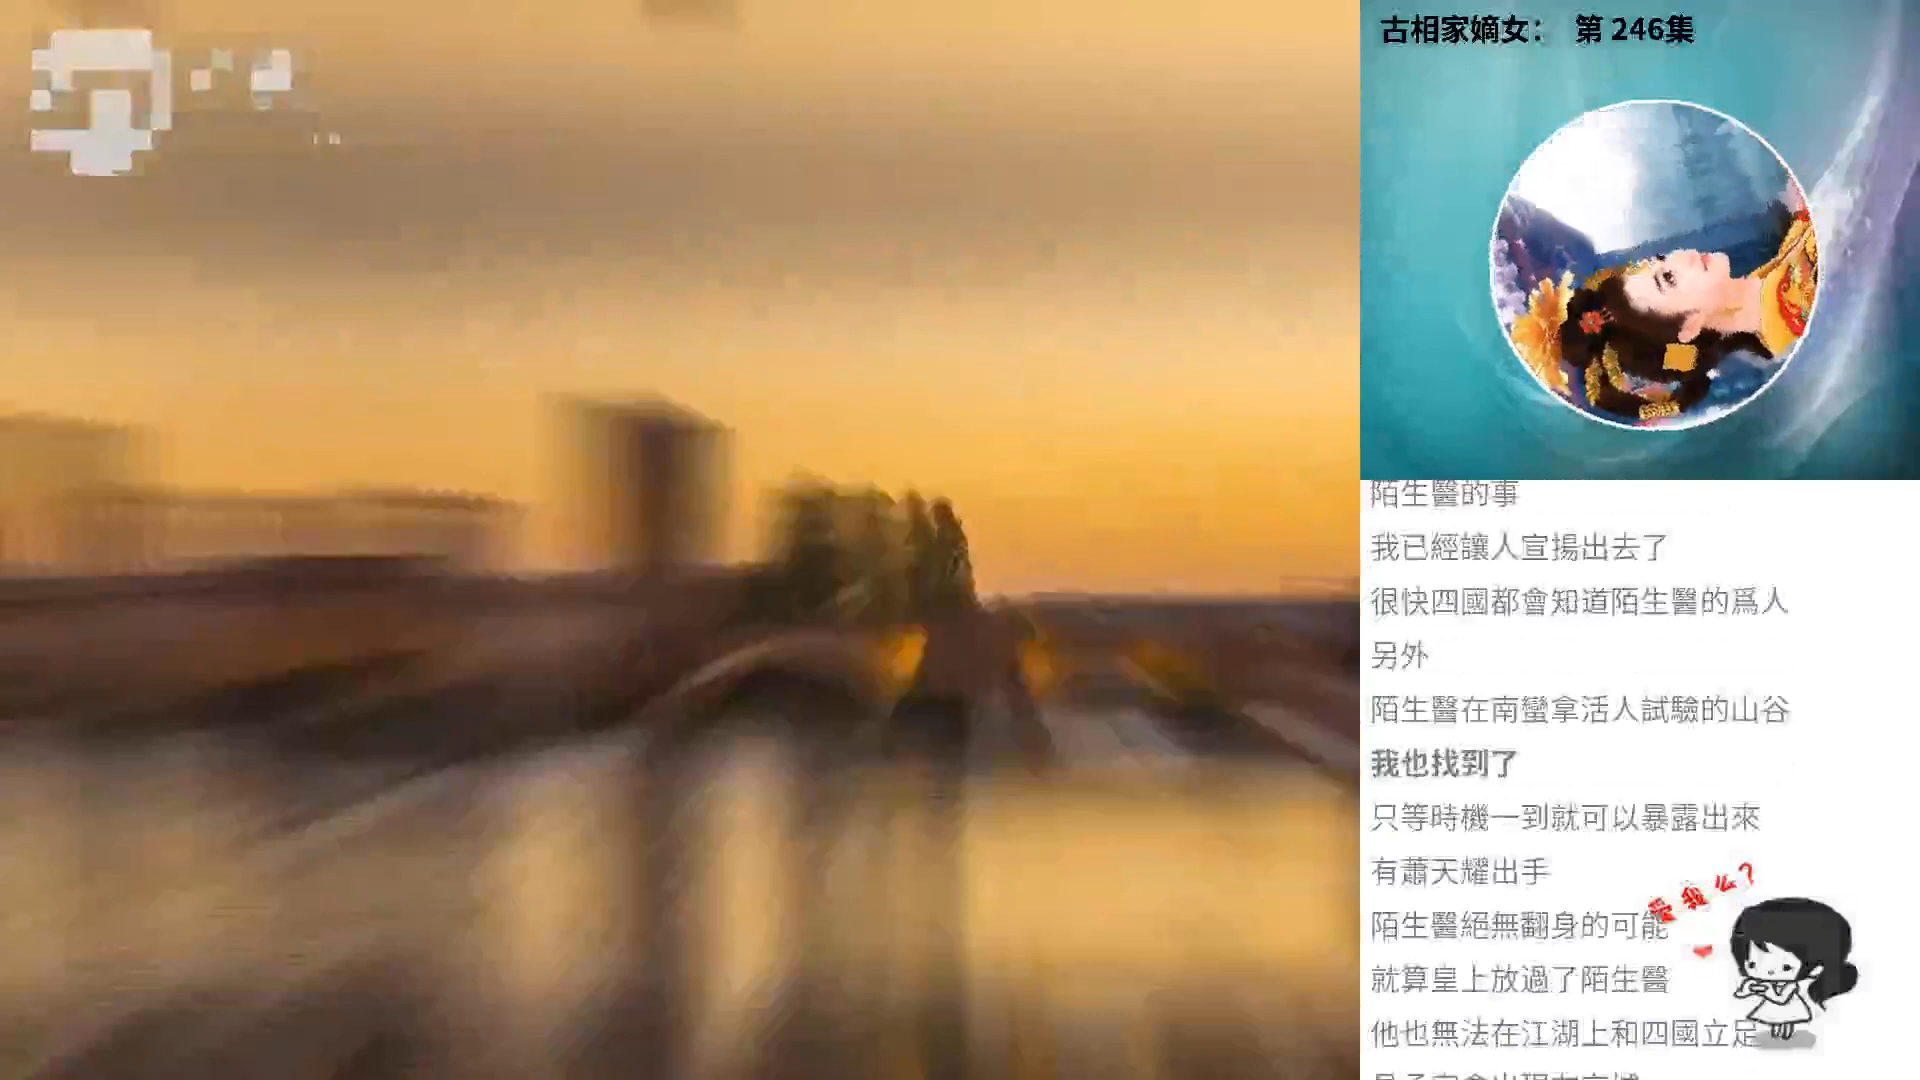 古相家嫡女： 第 246集
陌生醫的事
我已經讓人宣揚出去了
很快四國都會知道陌生醫的爲人
另外
陌生醫在南蠻拿活人試驗的山谷
我也找到了
只等時機一到就可以暴露出來
有蕭天耀出手
愛我么?
陌生醫絕無翻身的可能
就算皇上放過了陌生醫
他也無法在江湖上和四國立足